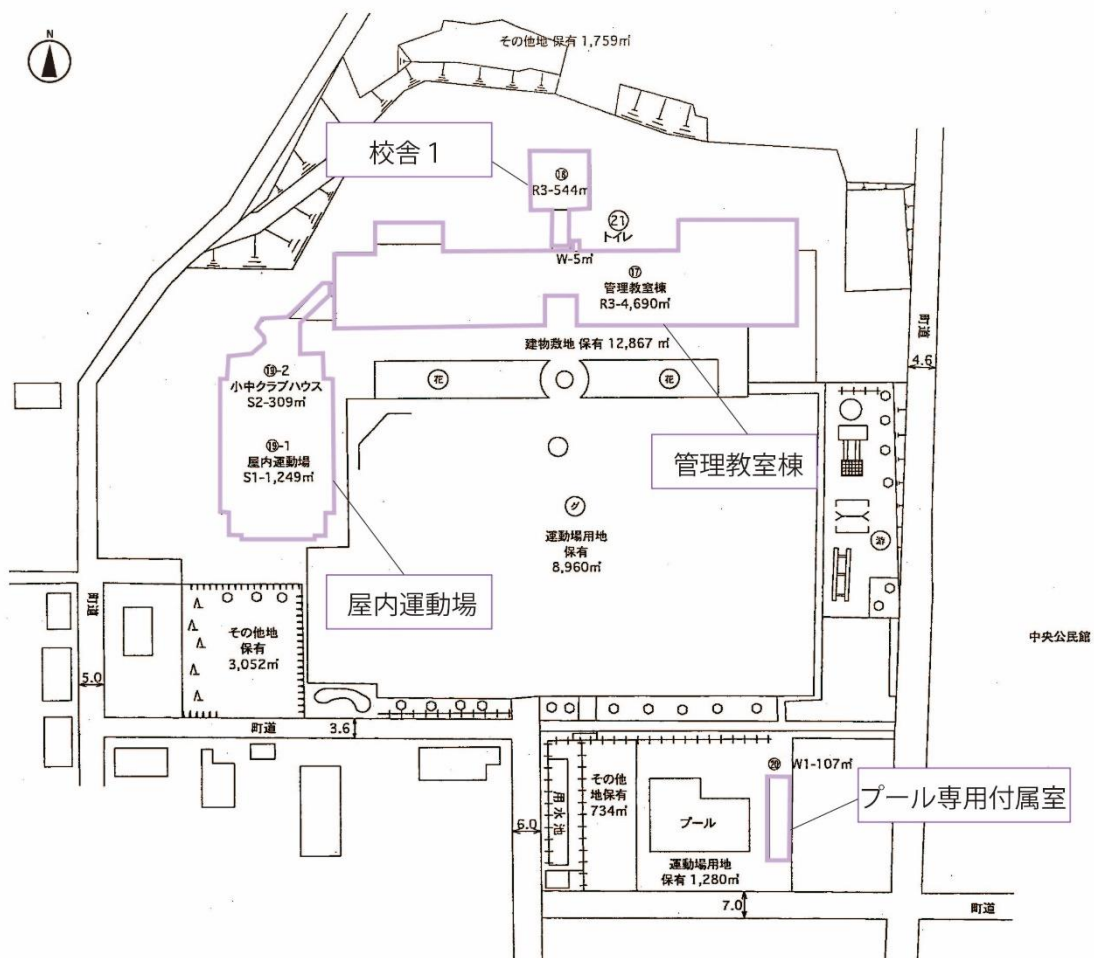 N
その他地 保有 1,759㎡
校舎1
⑱
R3-544㎡
㉑
トイレ
W-5㎡
⑰
管理教室棟
R3-4,690㎡
町道
4.6
建物敷地 保有 12,867 ㎡
花
花
⑲-2
小中クラブハウス
S2-309㎡
⑲-1
屋内運動場
S1-1,249㎡
管理教室棟
グ
運動場用地
保有
8,960㎡
游
屋内運動場
町道
5.0
その他地
保有
3,052㎡
中央公民館
町道
3.6
6.0
用水池
その他
地保有
734㎡
プール
⑳ W1-107㎡
プール専用付属室
運動場用地
保有 1,280㎡
7.0
町道